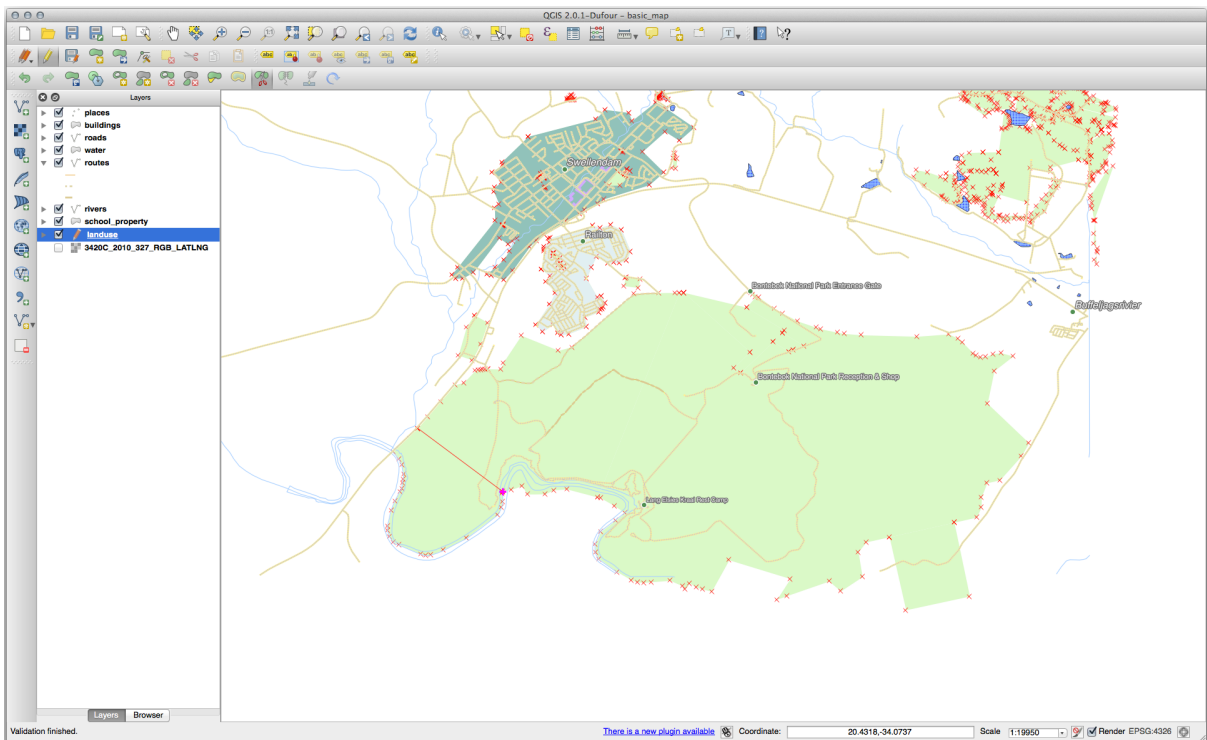 QGIS 2.0.1-Dufour - basic_map
Layers
places
buildings
roads
water
routes
rivers
school_property
landuse
3420C_2010_327_RGB_LATLNG
Swellendam
Railton
Bontebok National Park Entrance Gate
Buffeljagsrivier
Bontebok National Park Reception & Shop
Lang Elsies Kraal Rest Camp
Layers
Browser
Validation finished.
There is a new plugin available
Coordinate:
20.4318,-34.0737
Scale
1:19950
Render
EPSG:4326